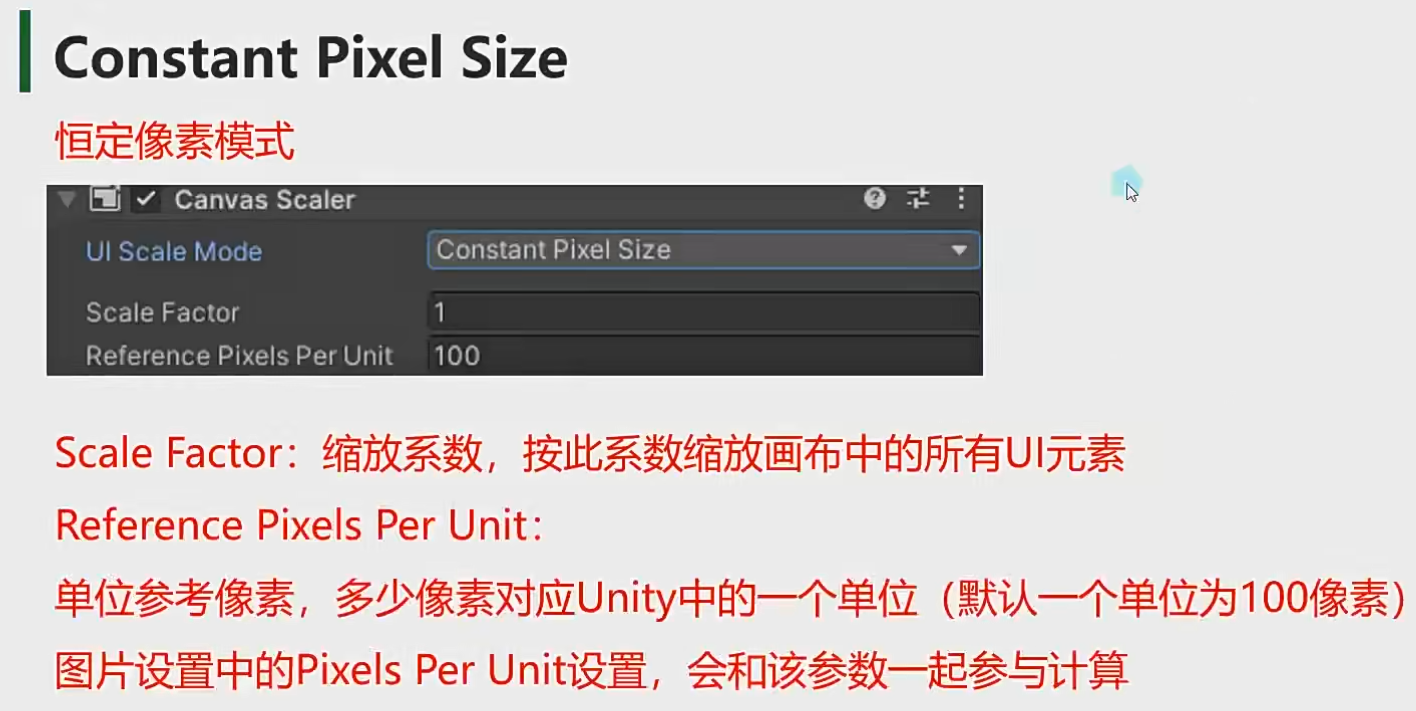 Constant Pixel Size
恒定像素模式
Canvas Scaler
UI Scale Mode Constant Pixel Size
Scale Factor 1
Reference Pixels Per Unit 100
Scale Factor：缩放系数，按此系数缩放画布中的所有UI元素
Reference Pixels Per Unit：
单位参考像素，多少像素对应Unity中的一个单位（默认一个单位为100像素）
图片设置中的Pixels Per Unit设置，会和该参数一起参与计算